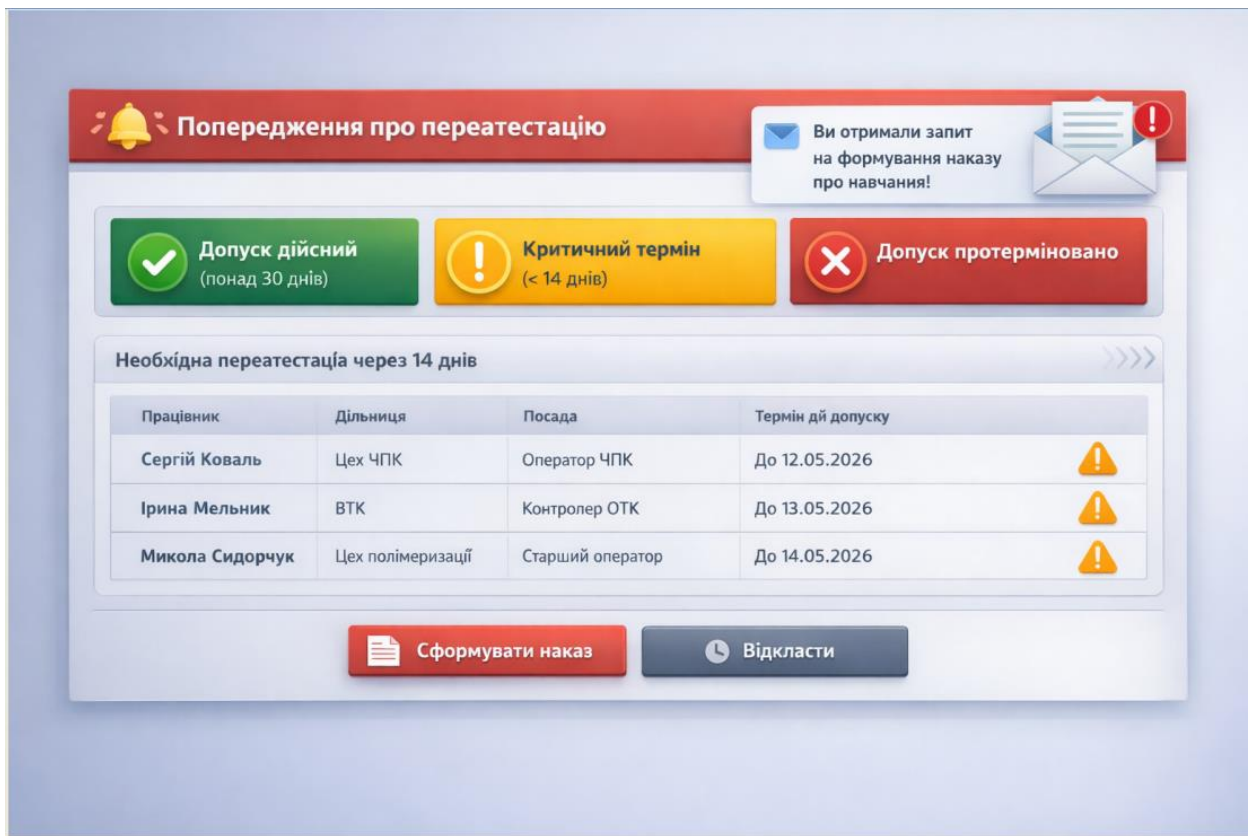 Попередження про переатестацію
Ви отримали запит
на формування наказу
про навчання!
Допуск дійсний
(понад 30 днів)
Критичний термін
(< 14 днів)
Допуск протерміновано
Необхідна переатестація через 14 днів
Працівник Дільниця Посада Термін дй допуску
Сергій Коваль Цех ЧПК Оператор ЧПК До 12.05.2026
Ірина Мельник ВТК Контролер ОТК До 13.05.2026
Микола Сидорчук Цех полімеризації Старший оператор До 14.05.2026
Сформувати наказ Відкласти